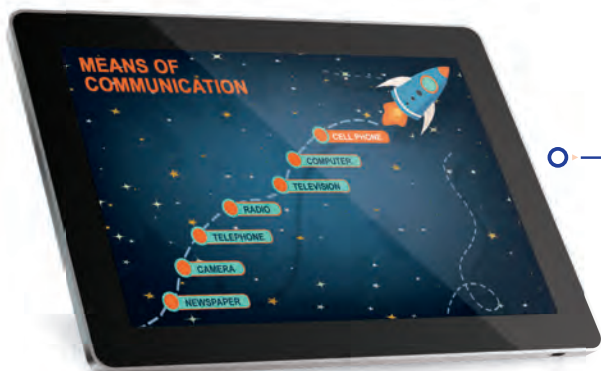 MEANS OF
COMMUNICATION
CELL PHONE
COMPUTER
TELEVISION
RADIO
TELEPHONE
CAMERA
NEWSPAPER